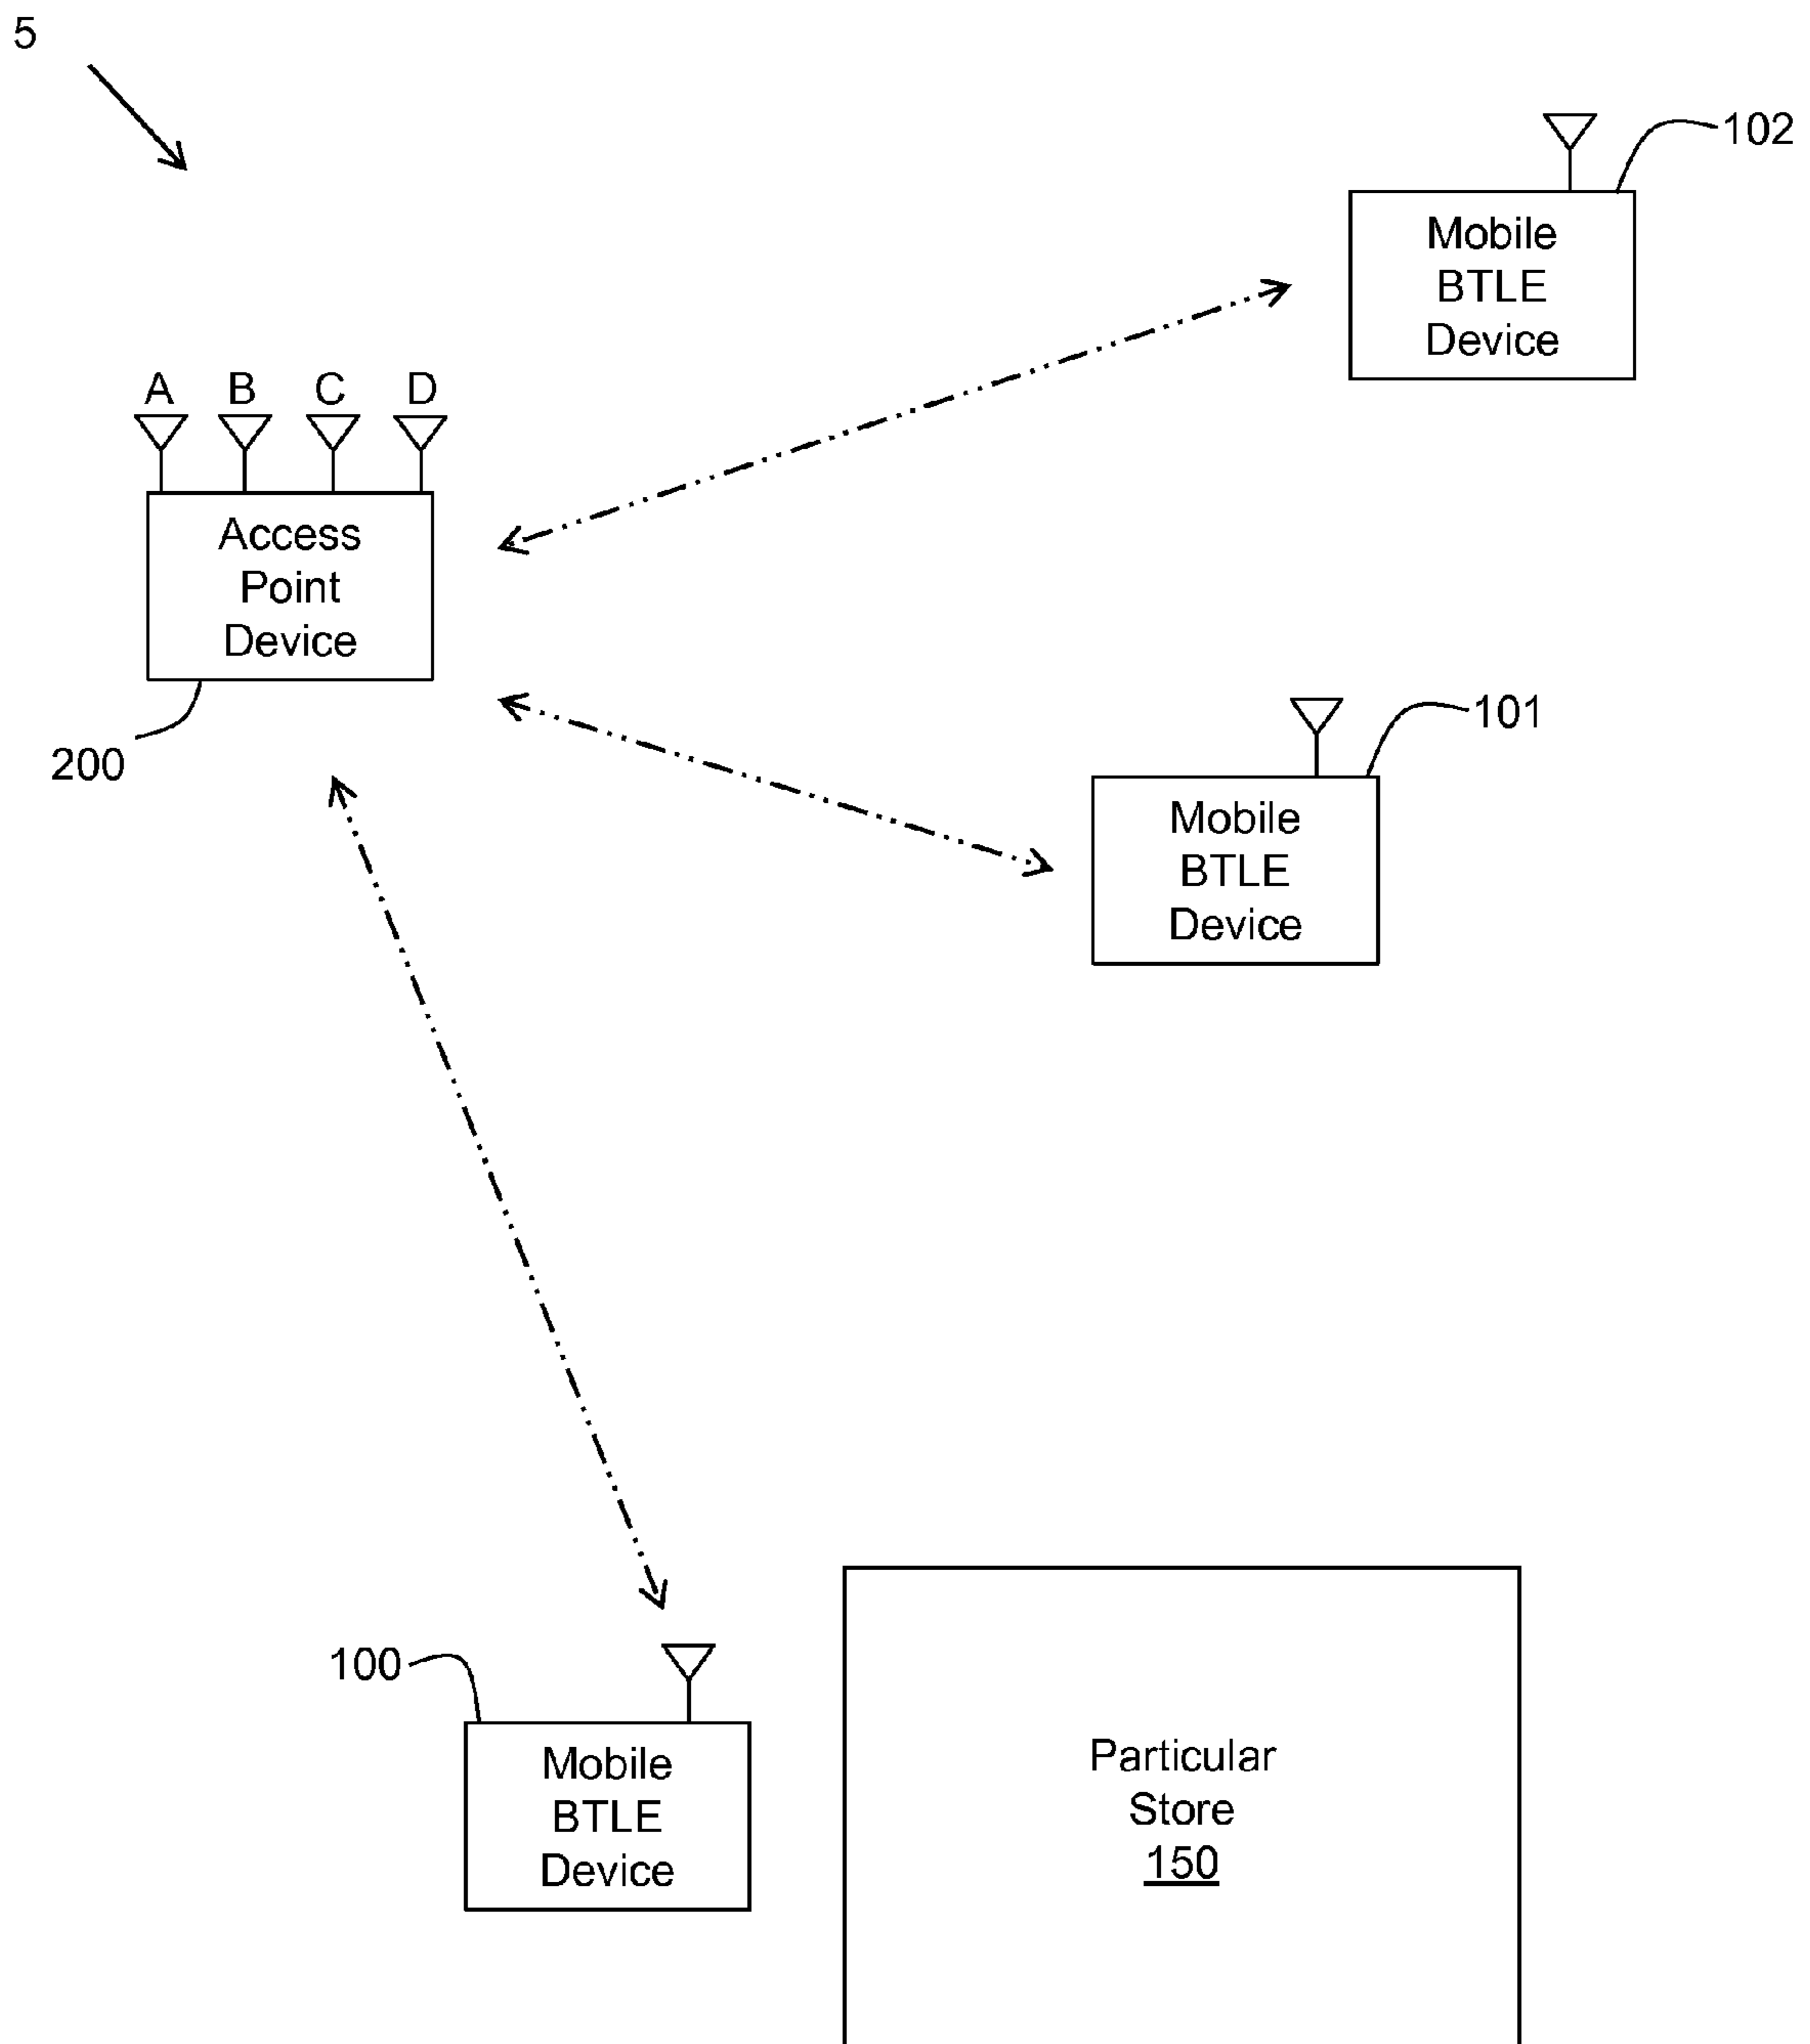 5
102
Mobile
BTLE
Device
A B C D
Access
Point
Device
200
101
Mobile
BTLE
Device
100
Mobile
BTLE
Device
Particular
Store
150